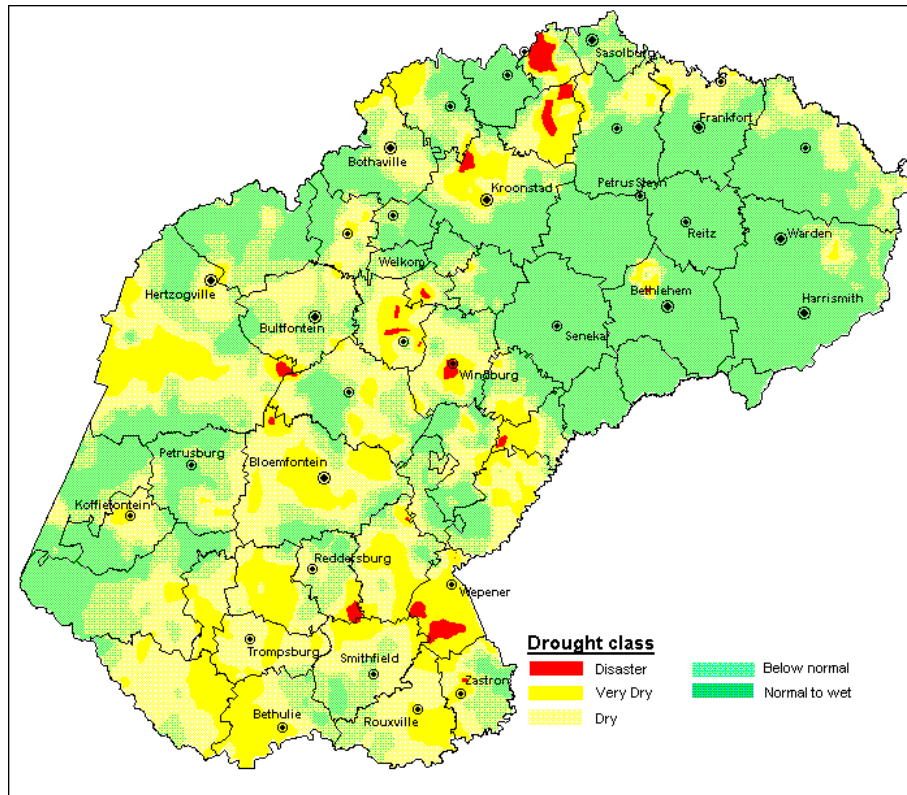 Sasolburg
Frankfort
Bothaville
Kroonstad
Petrus Steyn
Reitz
Warden
Welkom
Hertzogville
Bethlehem
Harrismith
Bultfontein
Senekal
Winburg
Petrusburg
Bloemfontein
Koffiefontein
Reddersburg
Wepener
Drought class
Disaster
Below normal
Trompsburg
Smithfield
Zastron
Very Dry
Normal to wet
Bethulie
Rouxville
Dry